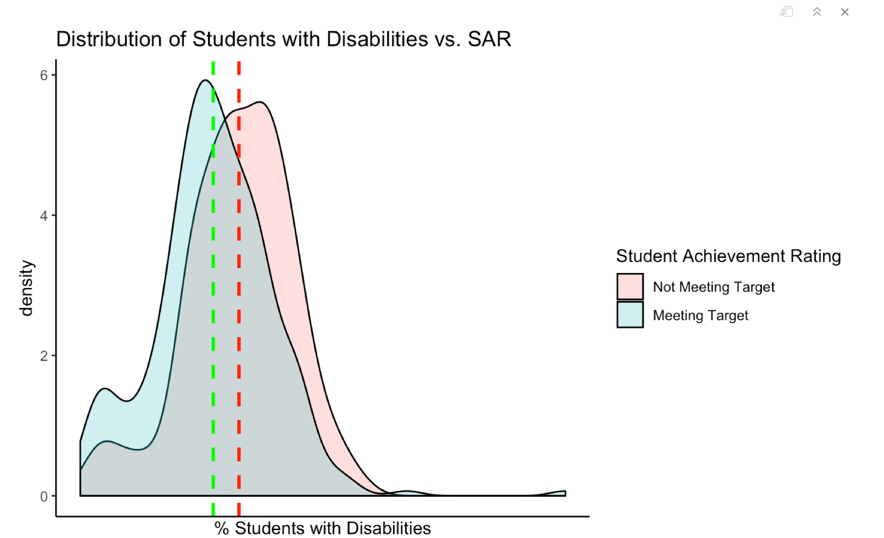 Distribution of Students with Disabilities vs. SAR
6
4
2
0
density
% Students with Disabilities
Student Achievement Rating
Not Meeting Target
Meeting Target